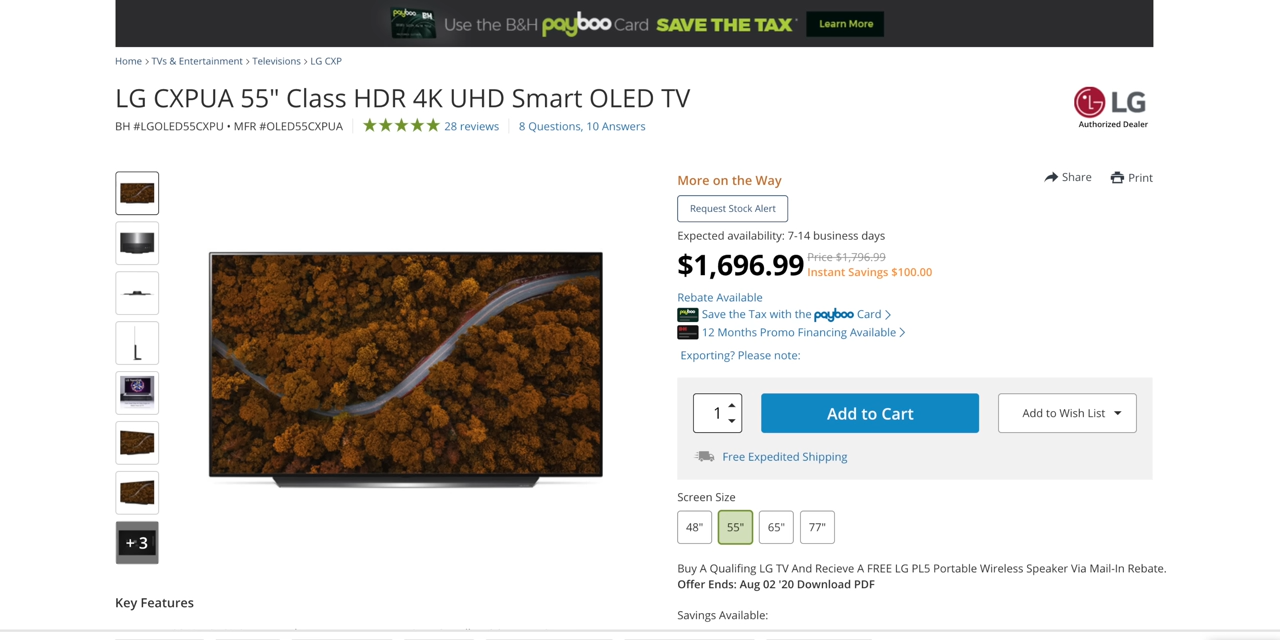 payboo B&H Use the B&H payboo Card SAVE THE TAX* Learn More
Home > TVs & Entertainment > Televisions > LG CXP
LG CXPUA 55" Class HDR 4K UHD Smart OLED TV
LG
BH #LGOLED55CXPU • MFR #OLED55CXPUA 28 reviews 8 Questions, 10 Answers
Authorized Dealer
More on the Way
Share Print
Request Stock Alert
Expected availability: 7-14 business days
$1,696.99 Price $1,796.99
Instant Savings $100.00
Rebate Available
payboo Save the Tax with the payboo Card >
12 Months Promo Financing Available >
Exporting? Please note:
1 Add to Cart Add to Wish List
Free Expedited Shipping
Screen Size
48" 55" 65" 77"
+ 3
Buy A Qualifing LG TV And Recieve A FREE LG PL5 Portable Wireless Speaker Via Mail-In Rebate.
Offer Ends: Aug 02 '20 Download PDF
Key Features
Savings Available: